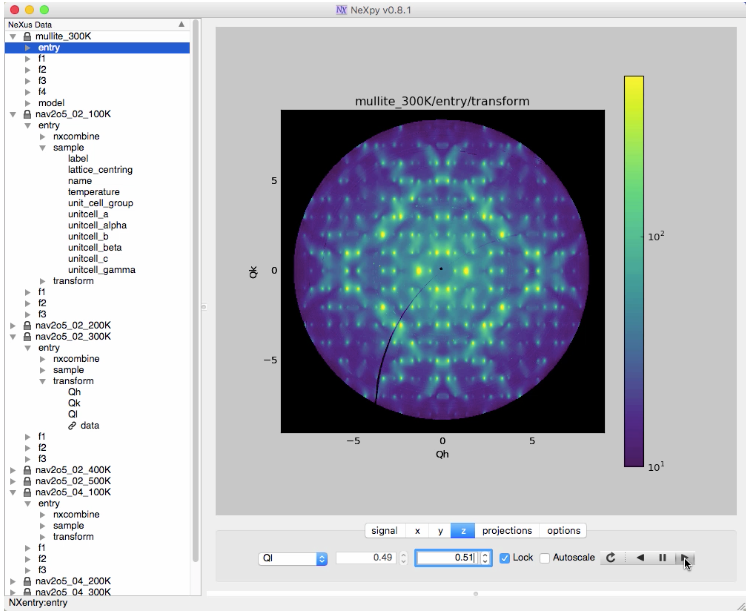 NeXpy v0.8.1
NeXus Data
mullite_300K
entry
f1
f2
f3
f4
model
nav2o5_02_100K
entry
nxcombine
sample
label
lattice_centring
name
temperature
unit_cell_group
unitcell_a
unitcell_alpha
unitcell_b
unitcell_beta
unitcell_c
unitcell_gamma
transform
f1
f2
f3
nav2o5_02_200K
nav2o5_02_300K
entry
nxcombine
sample
transform
Qh
Qk
Ql
data
f1
f2
f3
nav2o5_02_400K
nav2o5_02_500K
nav2o5_04_100K
entry
nxcombine
sample
transform
f1
f2
f3
nav2o5_04_200K
nav2o5_04_300K
NXentry:entry
mullite_300K/entry/transform
5
0
−5
Qk
−5 0 5
Qh
10²
10¹
signal x y z projections options
Ql 0.49 0.51 Lock Autoscale